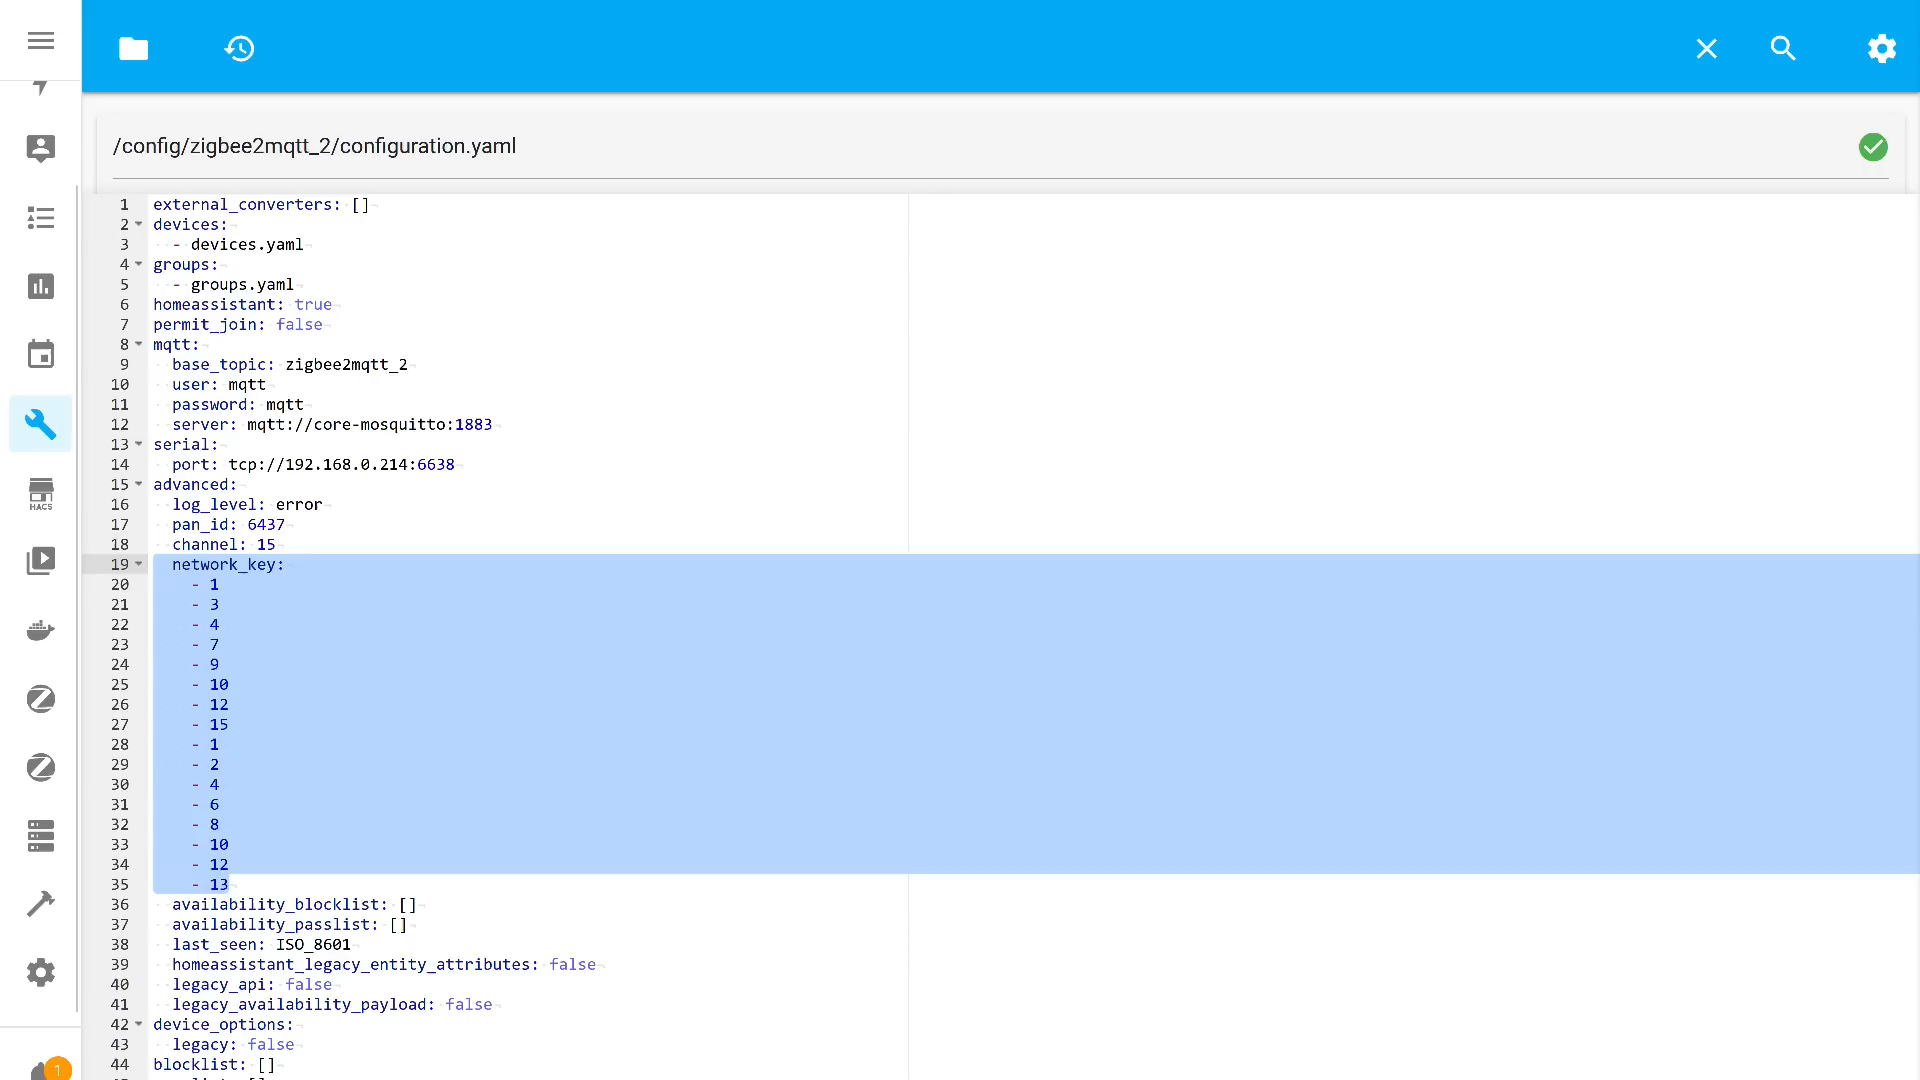 /config/zigbee2mqtt_2/configuration.yaml
1 external_converters: []
2 devices:
3 - devices.yaml
4 groups:
5 - groups.yaml
6 homeassistant: true
7 permit_join: false
8 mqtt:
9 base_topic: zigbee2mqtt_2
10 user: mqtt
11 password: mqtt
12 server: mqtt://core-mosquitto:1883
13 serial:
14 port: tcp://192.168.0.214:6638
15 advanced:
16 log_level: error
17 pan_id: 6437
18 channel: 15
19 network_key:
20 - 1
21 - 3
22 - 4
23 - 7
24 - 9
25 - 10
26 - 12
27 - 15
28 - 1
29 - 2
30 - 4
31 - 6
32 - 8
33 - 10
34 - 12
35 - 13
36 availability_blocklist: []
37 availability_passlist: []
38 last_seen: ISO_8601
39 homeassistant_legacy_entity_attributes: false
40 legacy_api: false
41 legacy_availability_payload: false
42 device_options:
43 legacy: false
44 blocklist: []
HACS
1